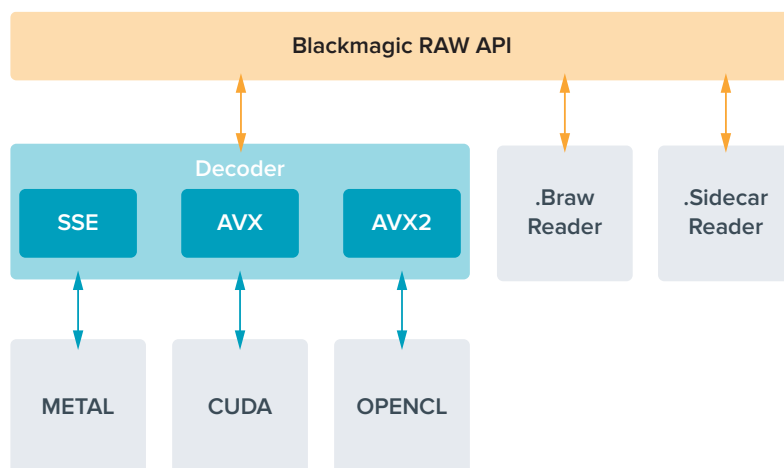 Blackmagic RAW API
Decoder
SSE
AVX
AVX2
.Braw
Reader
.Sidecar
Reader
METAL
CUDA
OPENCL